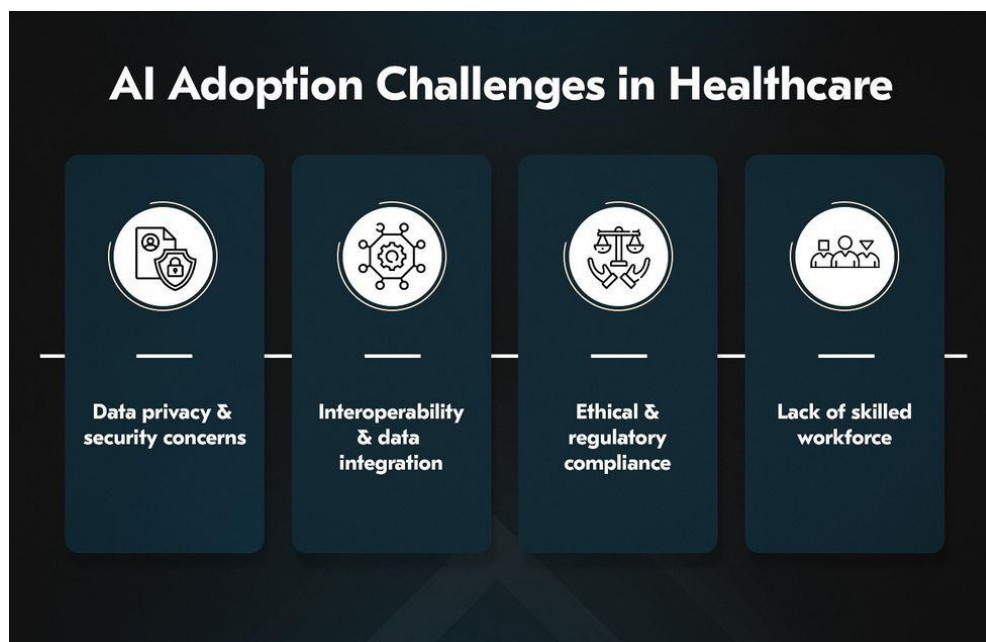 AI Adoption Challenges in Healthcare
Data privacy &
security concerns
Interoperability
& data
integration
Ethical &
regulatory
compliance
Lack of skilled
workforce